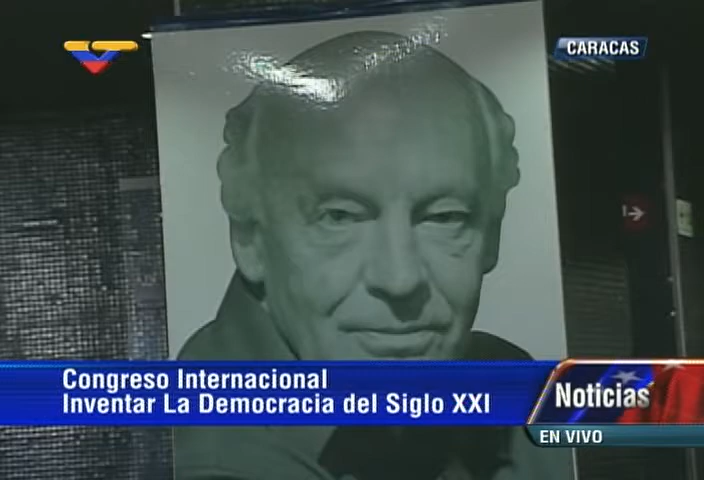 CARACAS
Congreso Internacional
Inventar La Democracia del Siglo XXI
Noticias
EN VIVO